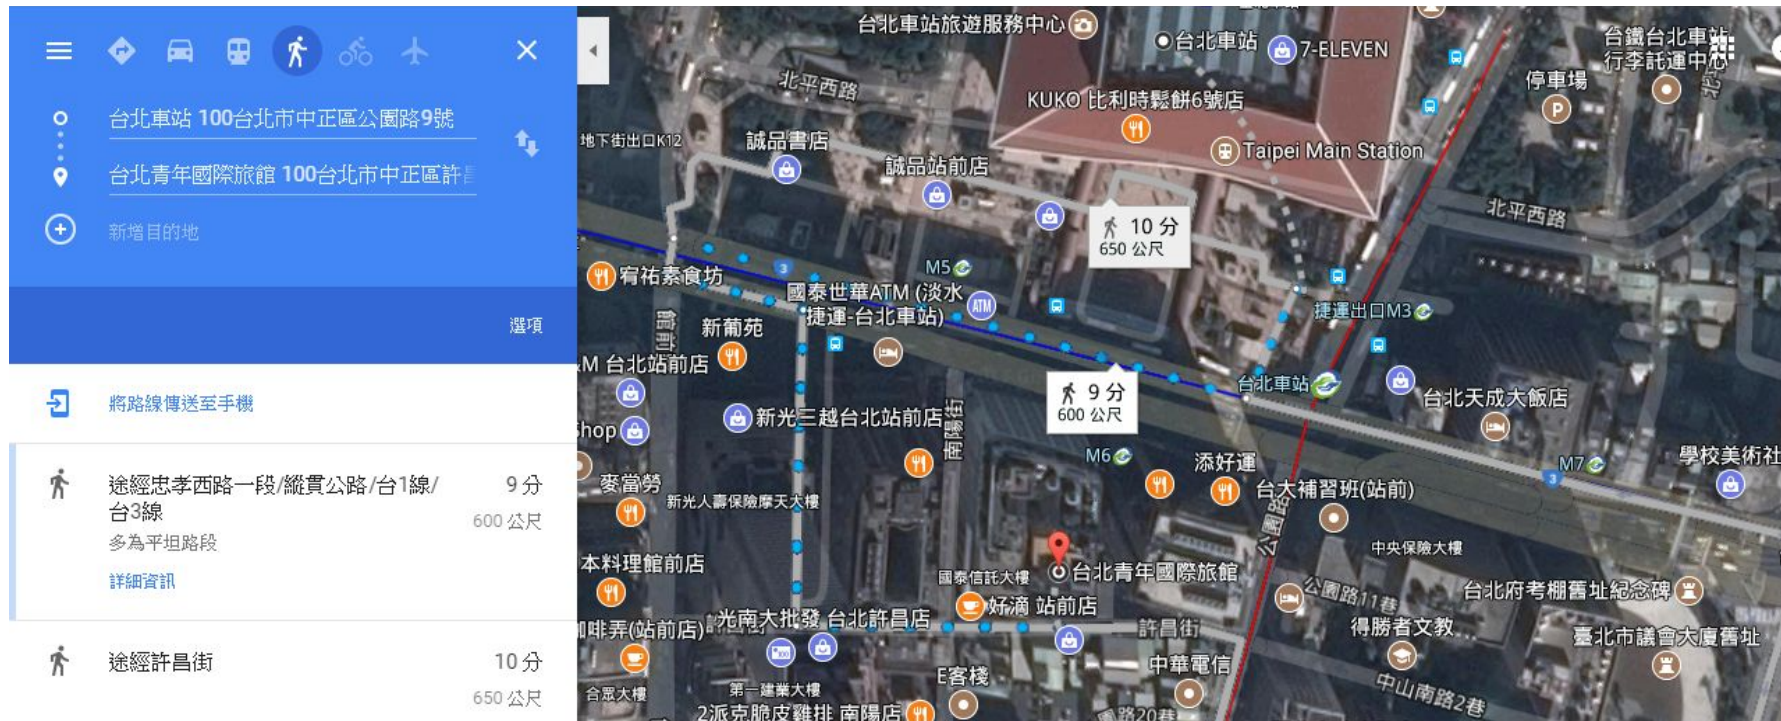 台北車站 100台北市中正區公園路9號
台北青年國際旅館 100台北市中正區許
新增目的地
選項
將路線傳送至手機
途經忠孝西路一段/縱貫公路/台1線/
台3線
9 分
600 公尺
多為平坦路段
詳細資訊
途經許昌街
10 分
650 公尺
台北車站旅遊服務中心
台北車站
7-ELEVEN
台鐵台北車站
行李託運中心
停車場
P
北平西路
KUKO 比利時鬆餅6號店
地下街出口K12
誠品書店
Taipei Main Station
誠品站前店
北平西路
10 分
650 公尺
M5
3
宥祐素食坊
國泰世華ATM (淡水
捷運-台北車站)
ATM
捷運出口M3
新葡苑
館前
M 台北站前店
9 分
600 公尺
台北車站
台北天成大飯店
新光三越台北站前店
南陽街
hop
M6
添好運
M7
學校美術社
3
麥當勞
新光人壽保險摩天大樓
台大補習班(站前)
公園路
中央保險大樓
本料理館前店
國泰信託大樓
台北青年國際旅館
公園路11巷
台北府考棚舊址紀念碑
好滴 站前店
光南大批發 台北許昌店
咖啡弄(站前店)
許昌街
得勝者文教...
臺北市議會大廈舊址
中華電信
E客棧
合眾大樓
第一建業大樓
中山南路2巷
2派克脆皮雞排 南陽店
路20巷